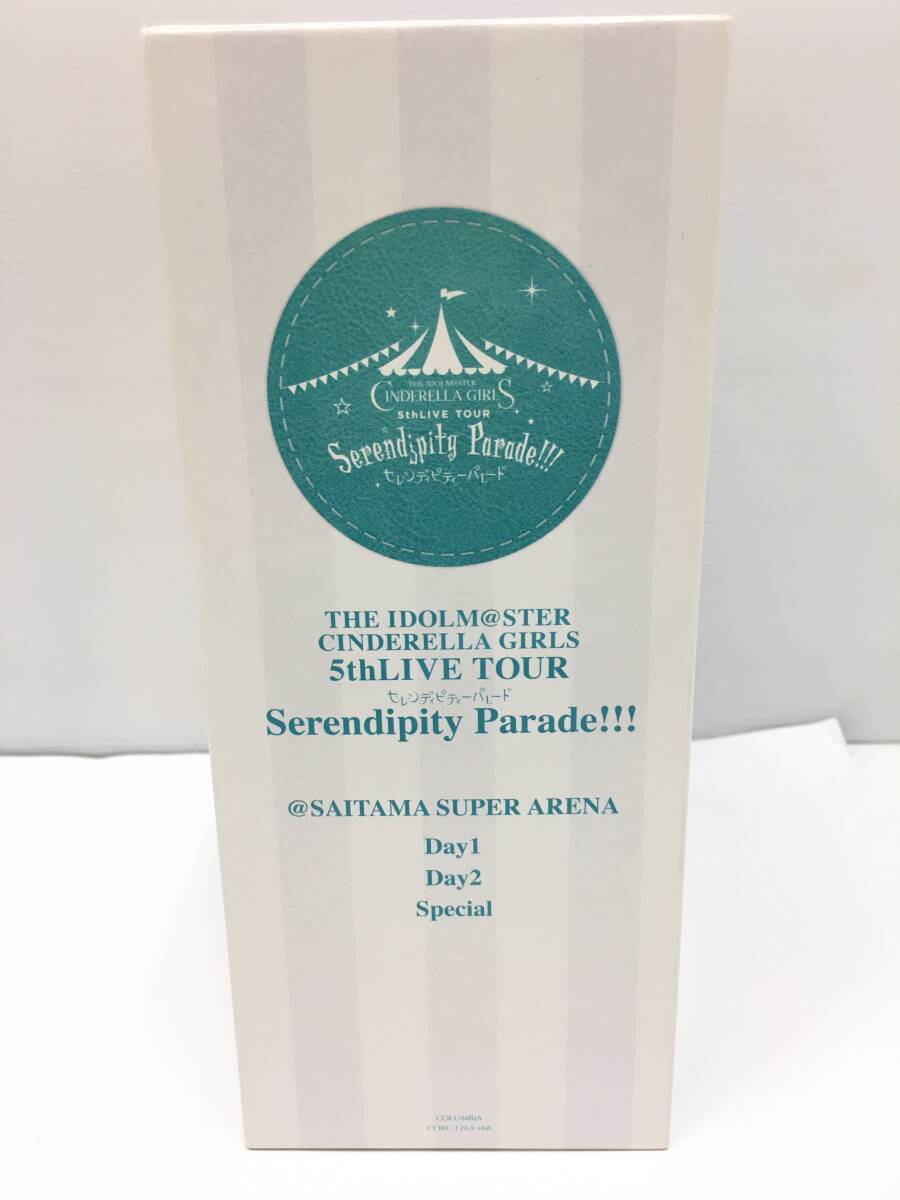 THE IDOLM@STER
CINDERELLA GIRLS
5thLIVE TOUR
Serendipity Parade!!!
セレンディピティーパレード
THE IDOLM@STER
CINDERELLA GIRLS
5thLIVE TOUR
セレンディピティーパレード
Serendipity Parade!!!
@SAITAMA SUPER ARENA
Day1
Day2
Special
COLUMBIA
COXC-1263→68